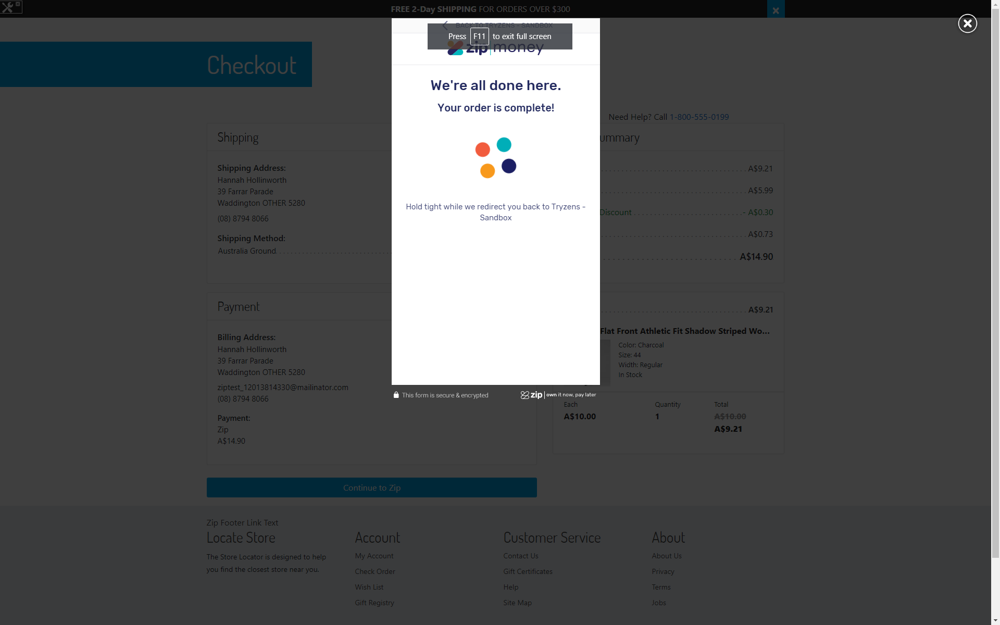 FREE 2-Day SHIPPING FOR ORDERS OVER $300
BACK TO TRYZENS – SANDBOX
Press F11 to exit full screen
zip | money
Checkout
We're all done here.
Your order is complete!
Hold tight while we redirect you back to Tryzens -
Sandbox
Need Help? Call 1-800-555-0199
Shipping
Shipping Address:
Hannah Hollinworth
39 Farrar Parade
Waddington OTHER 5280
(08) 8794 8066
Shipping Method:
Australia Ground
ummary
A$9.21
A$5.99
Discount - A$0.30
A$0.73
A$14.90
Payment
Billing Address:
Hannah Hollinworth
39 Farrar Parade
Waddington OTHER 5280
ziptest_12013814330@mailinator.com
(08) 8794 8066
Payment:
Zip
A$14.90
A$9.21
Flat Front Athletic Fit Shadow Striped Wo...
Color: Charcoal
Size: 44
Width: Regular
In Stock
This form is secure & encrypted
zip | own it now, pay later
Each Quantity Total
A$10.00 1 A$10.00
A$9.21
Continue to Zip
Zip Footer Link Text
Locate Store
The Store Locator is designed to help
you find the closest store near you.
Account
My Account
Check Order
Wish List
Gift Registry
Customer Service
Contact Us
Gift Certificates
Help
Site Map
About
About Us
Privacy
Terms
Jobs